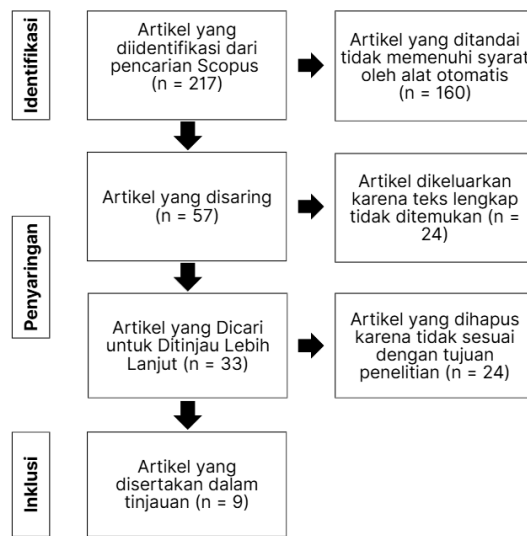 Identifikasi
Artikel yang
diidentifikasi dari
pencarian Scopus
(n = 217)
Artikel yang ditandai
tidak memenuhi syarat
oleh alat otomatis
(n = 160)
Penyaringan
Artikel yang disaring
(n = 57)
Artikel dikeluarkan
karena teks lengkap
tidak ditemukan (n =
24)
Artikel yang Dicari
untuk Ditinjau Lebih
Lanjut (n = 33)
Artikel yang dihapus
karena tidak sesuai
dengan tujuan
penelitian (n = 24)
Inklusi
Artikel yang
disertakan dalam
tinjauan (n = 9)